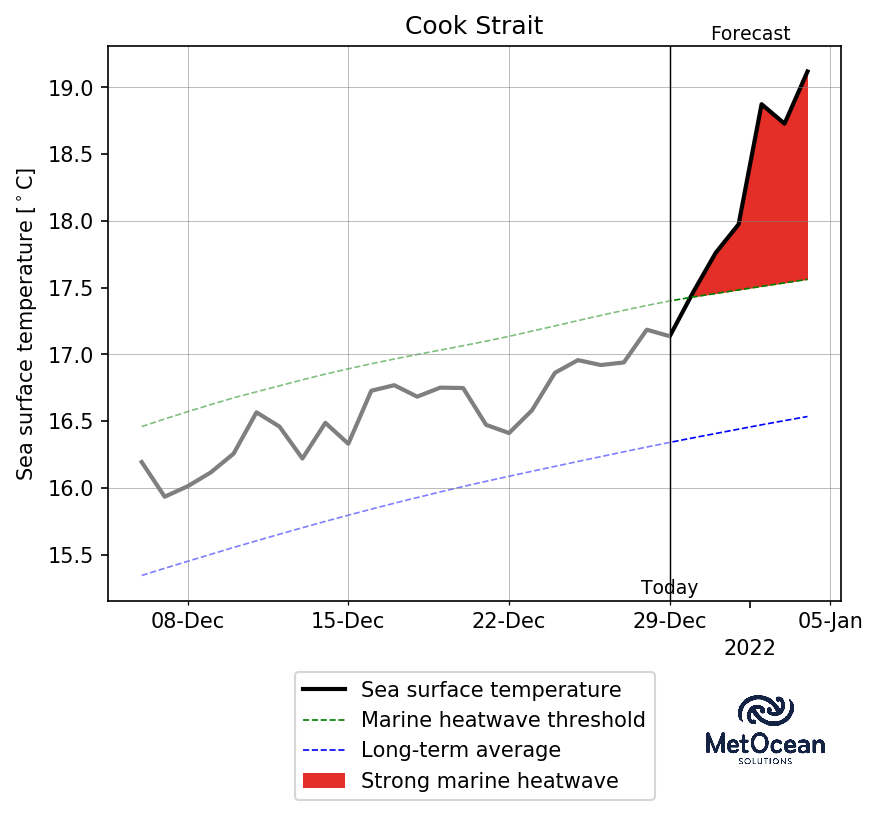 Cook Strait
Forecast
19.0
18.5
18.0
17.5
17.0
16.5
16.0
15.5
Sea surface temperature [°C]
Today
08-Dec 15-Dec 22-Dec 29-Dec 05-Jan
2022
Sea surface temperature
Marine heatwave threshold
Long-term average
Strong marine heatwave
MetOcean
SOLUTIONS